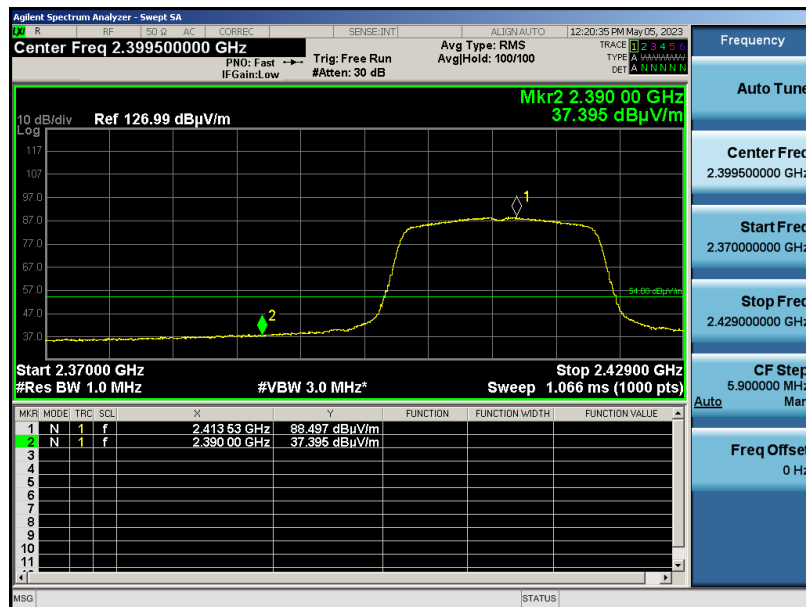 Agilent Spectrum Analyzer - Swept SA
LXI R RF 50 Ω AC CORREC SENSE:INT ALIGN AUTO 12:20:35 PM May 05, 2023
Center Freq 2.399500000 GHz
PNO: Fast
IFGain:Low
Trig: Free Run
#Atten: 30 dB
Avg Type: RMS
Avg|Hold: 100/100
TRACE 1 2 3 4 5 6
TYPE A WWWWW
DET A N N N N N
Mkr2 2.390 00 GHz
37.395 dBµV/m
10 dB/div Ref 126.99 dBµV/m
Log
117
107
97.0
87.0
77.0
67.0
57.0
47.0
37.0
1
54.00 dBµV/m
2
Start 2.37000 GHz Stop 2.42900 GHz
#Res BW 1.0 MHz #VBW 3.0 MHz* Sweep 1.066 ms (1000 pts)
MKR MODE TRC SCL X Y FUNCTION FUNCTION WIDTH FUNCTION VALUE
1 N 1 f 2.413 53 GHz 88.497 dBµV/m
2 N 1 f 2.390 00 GHz 37.395 dBµV/m
3
4
5
6
7
8
9
10
11
MSG STATUS
Frequency
Auto Tune
Center Freq
2.399500000 GHz
Start Freq
2.370000000 GHz
Stop Freq
2.429000000 GHz
CF Step
5.900000 MHz
Auto Man
Freq Offset
0 Hz